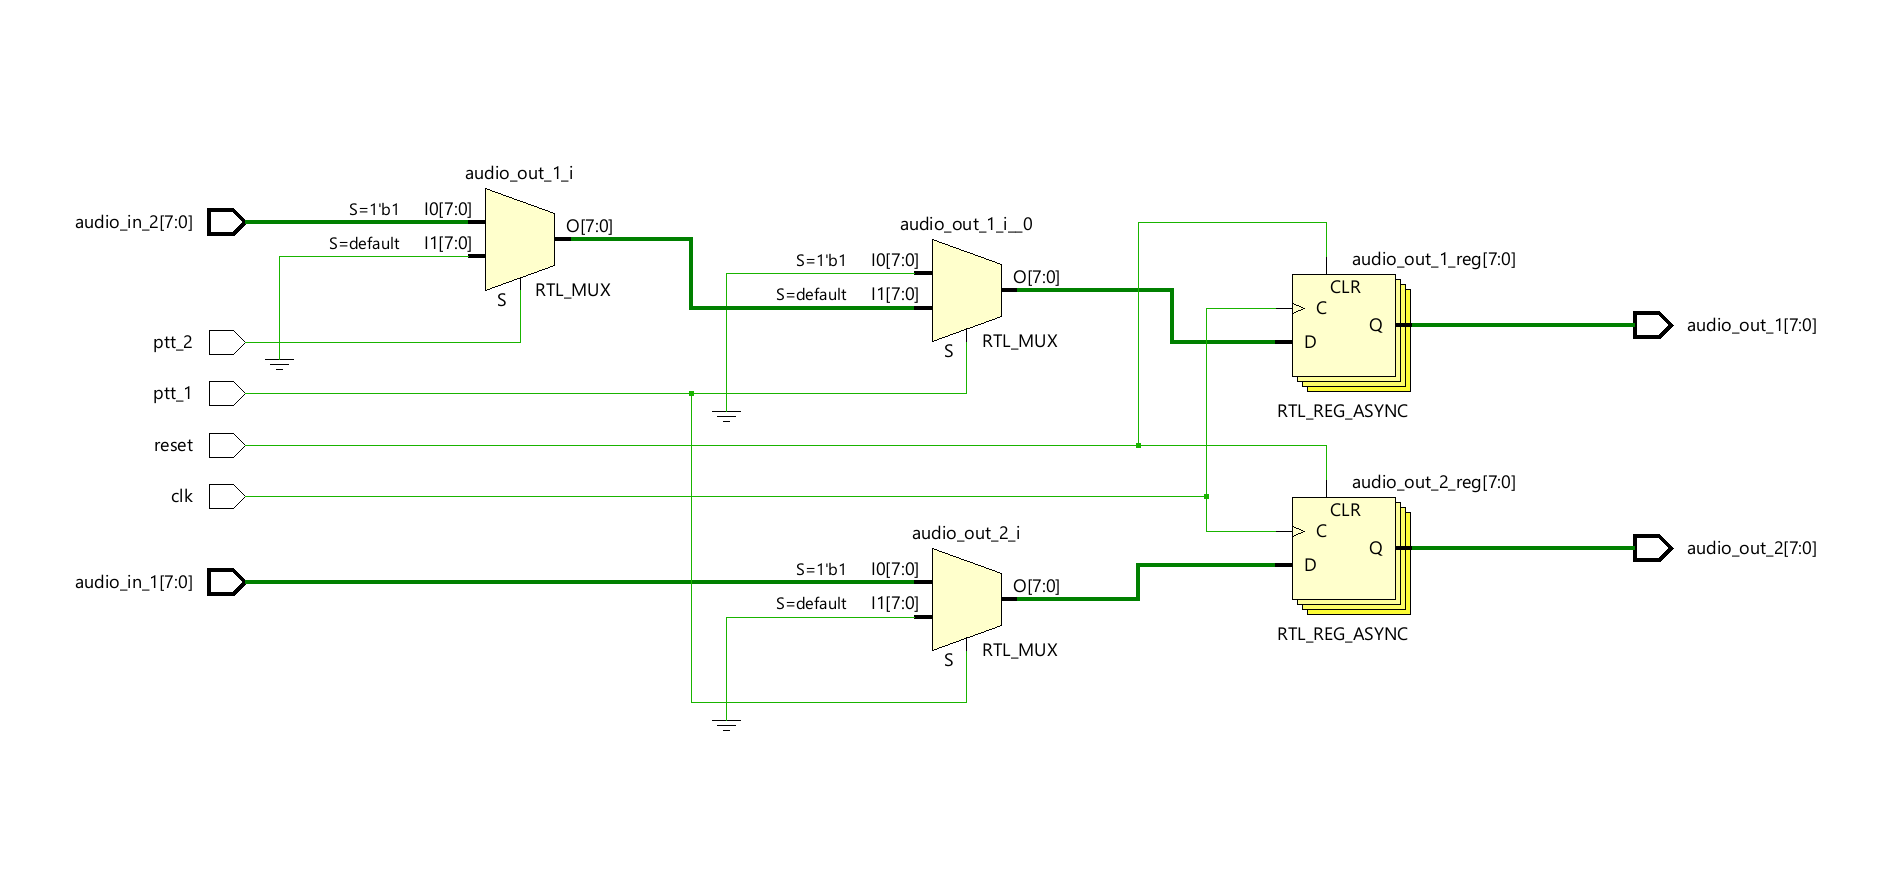 audio_out_1_i
audio_in_2[7:0]
S=1'b1 I0[7:0]
S=default I1[7:0]
O[7:0]
S
RTL_MUX
audio_out_1_i__0
S=1'b1 I0[7:0]
S=default I1[7:0]
O[7:0]
S
RTL_MUX
audio_out_1_reg[7:0]
CLR
C
Q
D
RTL_REG_ASYNC
audio_out_1[7:0]
ptt_2
ptt_1
reset
clk
audio_out_2_reg[7:0]
CLR
C
Q
D
RTL_REG_ASYNC
audio_out_2[7:0]
audio_out_2_i
audio_in_1[7:0]
S=1'b1 I0[7:0]
S=default I1[7:0]
O[7:0]
S
RTL_MUX